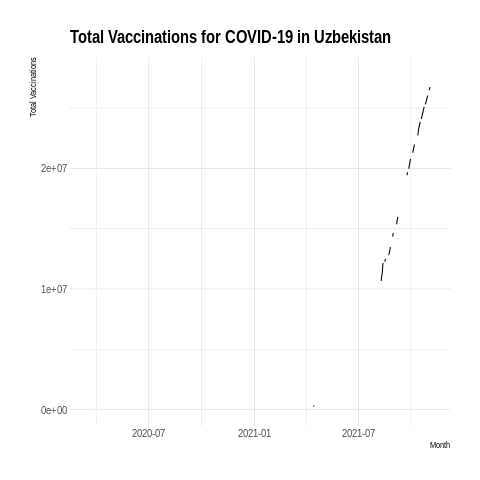 Total Vaccinations for COVID-19 in Uzbekistan
Total Vaccinations
2e+07
1e+07
0e+00
2020-07
2021-01
2021-07
Month